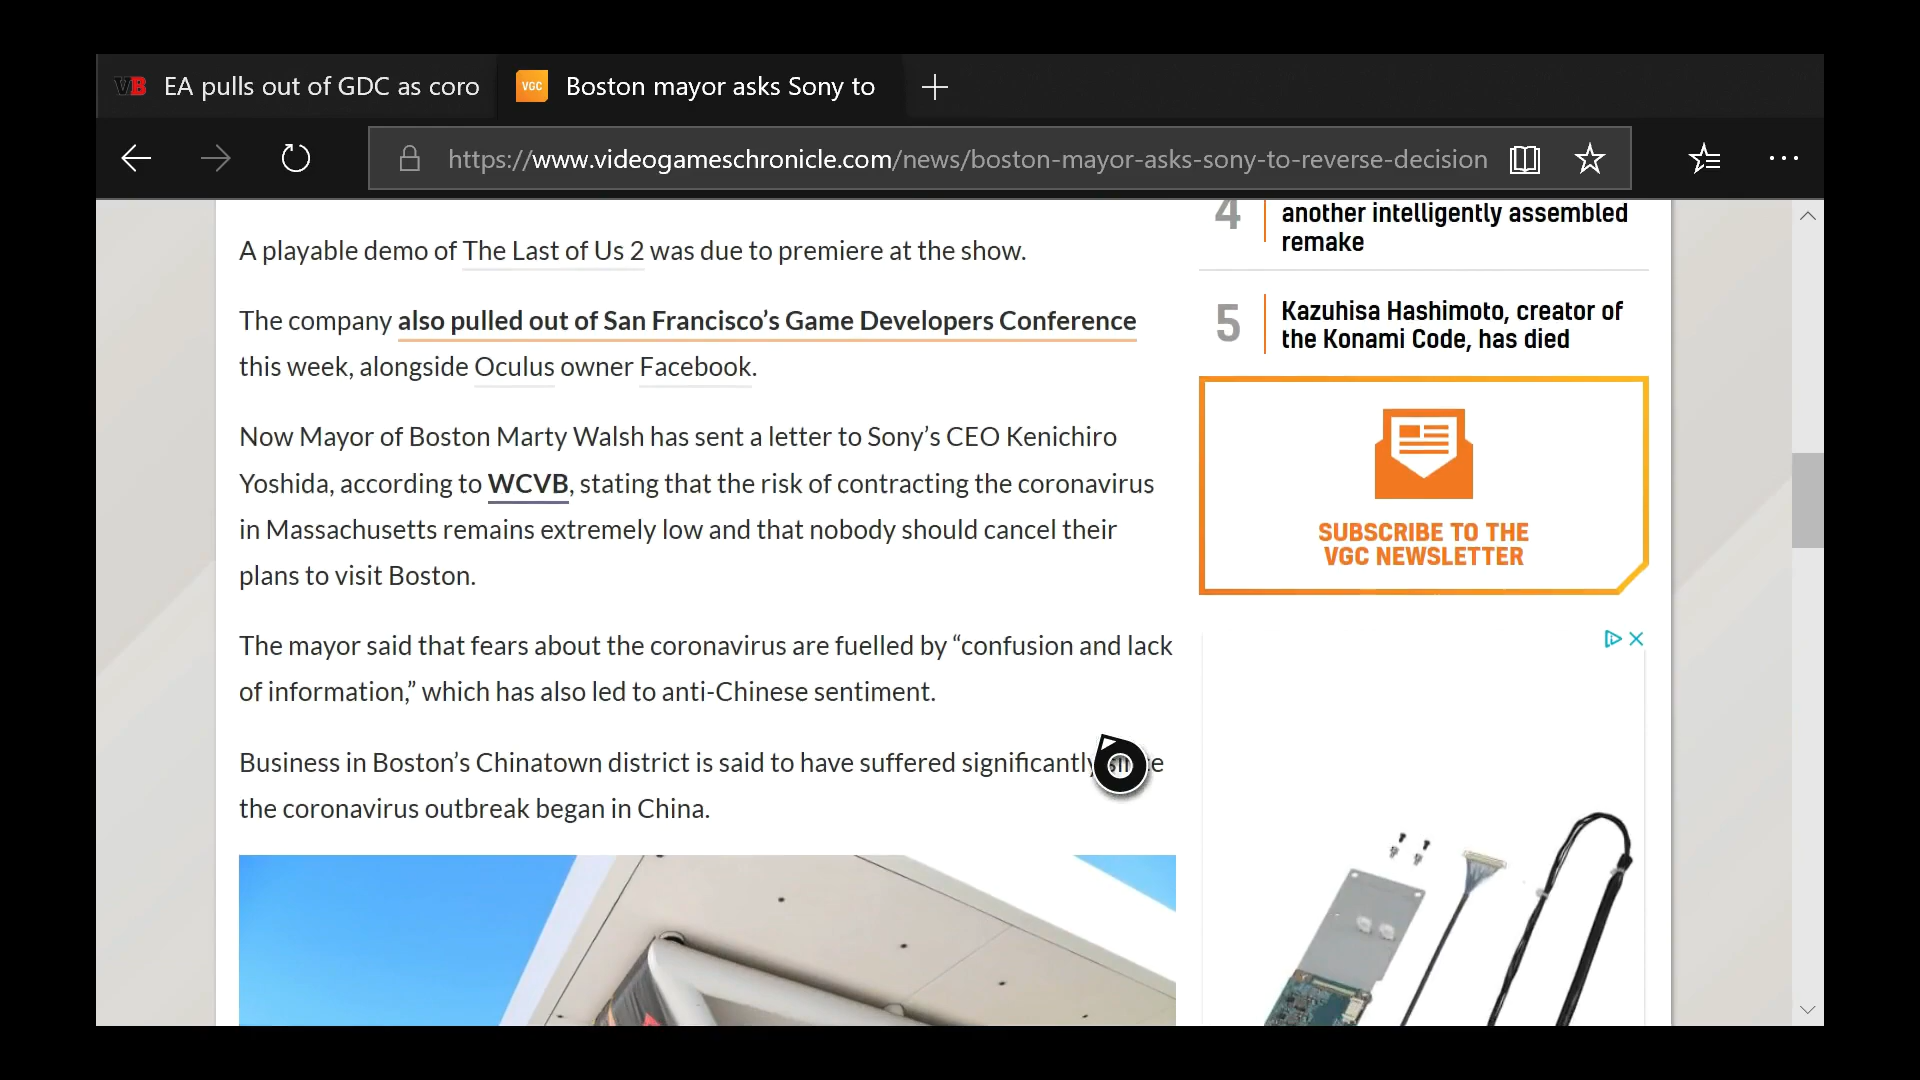 VB EA pulls out of GDC as coro
VGC Boston mayor asks Sony to
https://www.videogameschronicle.com/news/boston-mayor-asks-sony-to-reverse-decision
A playable demo of The Last of Us 2 was due to premiere at the show.
The company also pulled out of San Francisco’s Game Developers Conference
this week, alongside Oculus owner Facebook.
Now Mayor of Boston Marty Walsh has sent a letter to Sony’s CEO Kenichiro
Yoshida, according to WCVB, stating that the risk of contracting the coronavirus
in Massachusetts remains extremely low and that nobody should cancel their
plans to visit Boston.
The mayor said that fears about the coronavirus are fuelled by “confusion and lack
of information,” which has also led to anti-Chinese sentiment.
Business in Boston’s Chinatown district is said to have suffered significantly since
the coronavirus outbreak began in China.
4 another intelligently assembled
remake
5 Kazuhisa Hashimoto, creator of
the Konami Code, has died
SUBSCRIBE TO THE
VGC NEWSLETTER